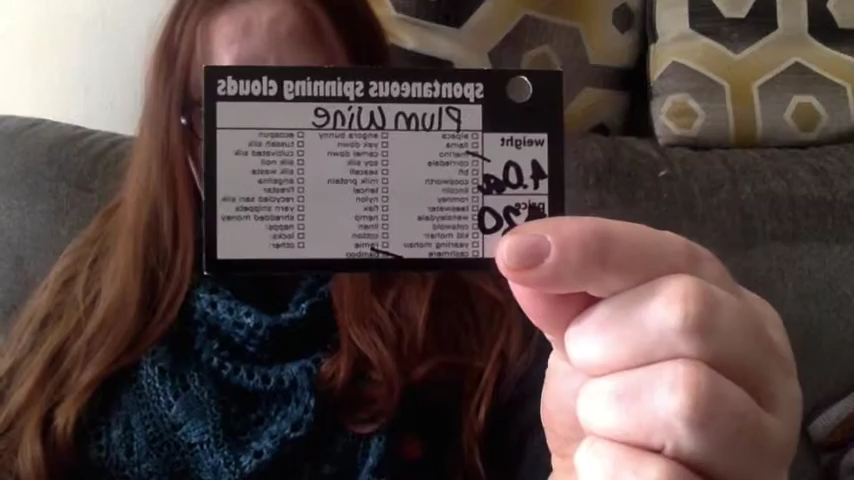 spontaneous spinning clouds
Plum Wine
weight
4.0oz
price
$20
alpaca
llama
merino
corriedale
bfl
coopworth
lincoln
romney
teeswater
wensleydale
cotswold
kid mohair
yearling mohair
cashmere
angora bunny
yak down
camel down
soy silk
seacell
milk protein
tencel
nylon
flax
hemp
linen
cotton
ramie
bamboo
ecospun
tussah silk
cultivated silk
silk noil
silk waste
angelina
firestar
recycled sari silk
yarn snippets
shredded money
nepps:
locks:
other: